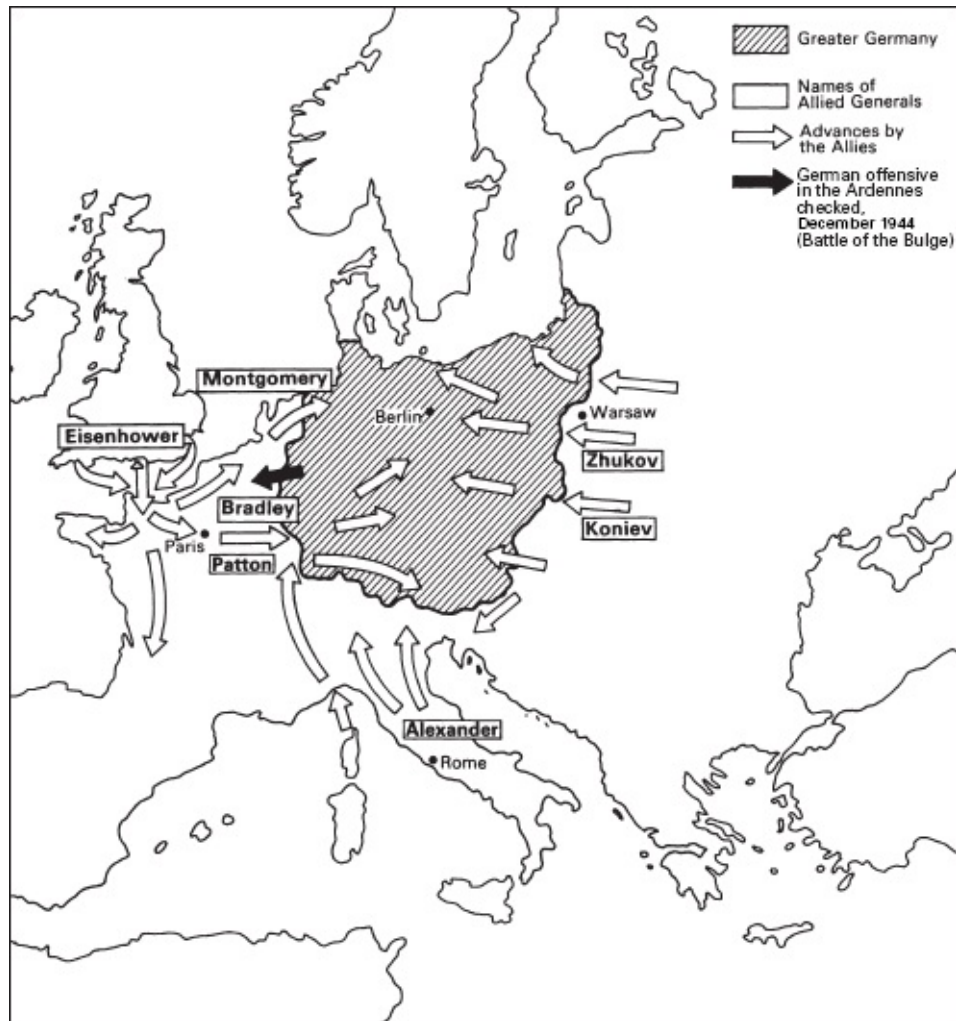 Greater Germany
Names of
Allied Generals
Advances by
the Allies
German offensive
in the Ardennes
checked,
December 1944
(Battle of the Bulge)
Montgomery
Berlin
Warsaw
Eisenhower
Zhukov
Bradley
Koniev
Paris
Patton
Alexander
Rome